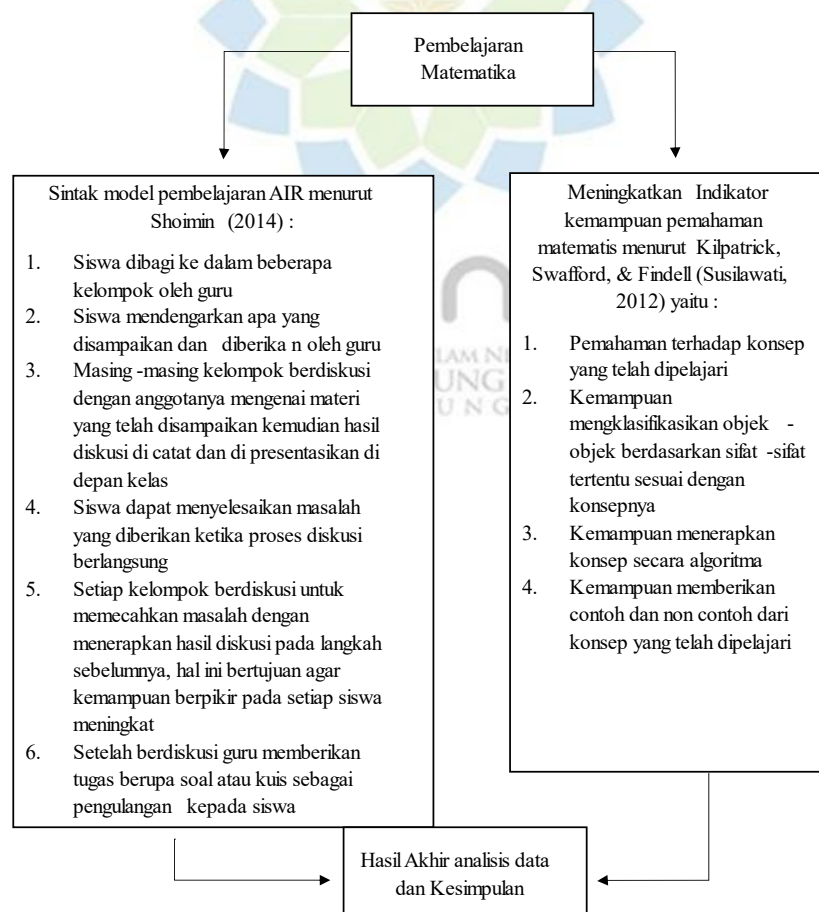 Pembelajaran
Matematika
Sintak model pembelajaran AIR menurut
Shoimin (2014) :
1. Siswa dibagi ke dalam beberapa
kelompok oleh guru
2. Siswa mendengarkan apa yang
disampaikan dan diberika n oleh guru
3. Masing -masing kelompok berdiskusi
dengan anggotanya mengenai materi
yang telah disampaikan kemudian hasil
diskusi di catat dan di presentasikan di
depan kelas
4. Siswa dapat menyelesaikan masalah
yang diberikan ketika proses diskusi
berlangsung
5. Setiap kelompok berdiskusi untuk
memecahkan masalah dengan
menerapkan hasil diskusi pada langkah
sebelumnya, hal ini bertujuan agar
kemampuan berpikir pada setiap siswa
meningkat
6. Setelah berdiskusi guru memberikan
tugas berupa soal atau kuis sebagai
pengulangan kepada siswa
Meningkatkan Indikator
kemampuan pemahaman
matematis menurut Kilpatrick,
Swafford, & Findell (Susilawati,
2012) yaitu :
1. Pemahaman terhadap konsep
yang telah dipelajari
2. Kemampuan
mengklasifikasikan objek -
objek berdasarkan sifat -sifat
tertentu sesuai dengan
konsepnya
3. Kemampuan menerapkan
konsep secara algoritma
4. Kemampuan memberikan
contoh dan non contoh dari
konsep yang telah dipelajari
Hasil Akhir analisis data
dan Kesimpulan